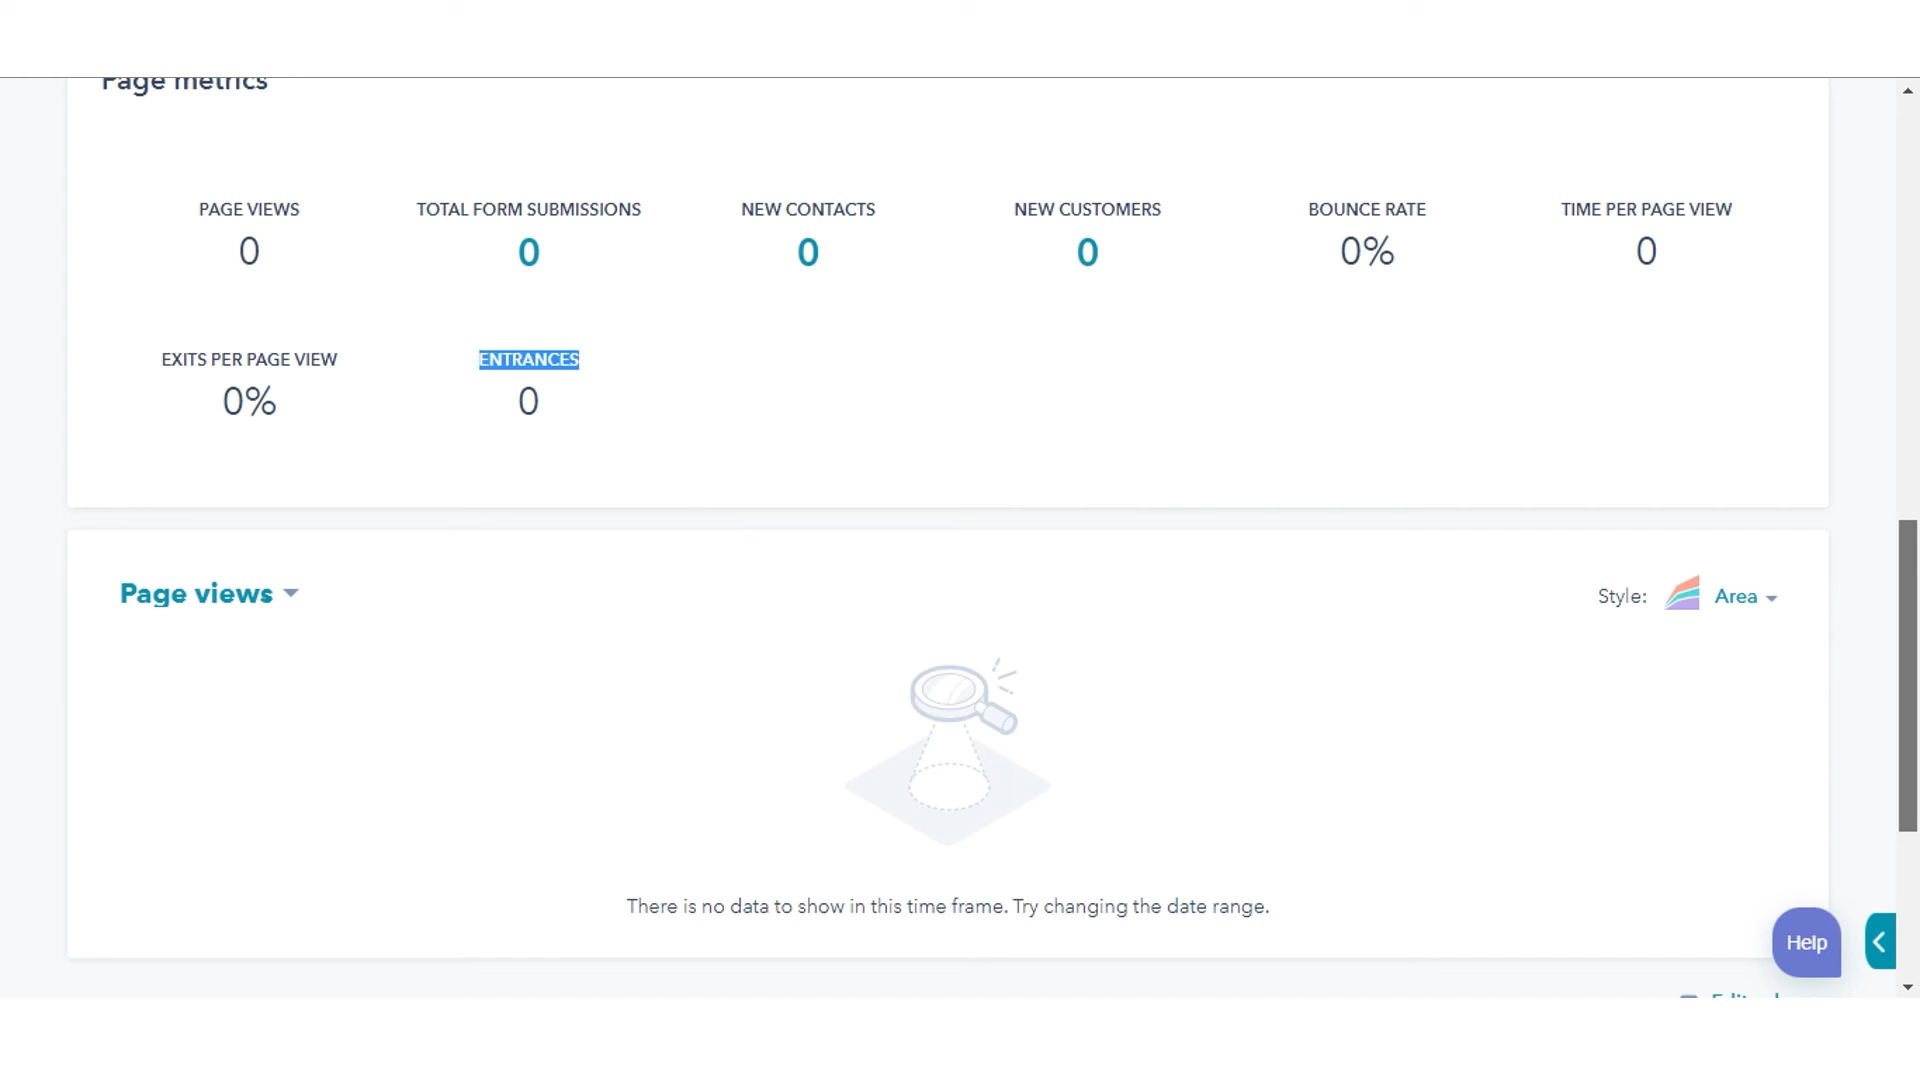 Page metrics
PAGE VIEWS TOTAL FORM SUBMISSIONS NEW CONTACTS NEW CUSTOMERS BOUNCE RATE TIME PER PAGE VIEW
0 0 0 0 0% 0
EXITS PER PAGE VIEW ENTRANCES
0% 0
Page views Style: Area
There is no data to show in this time frame. Try changing the date range.
Help